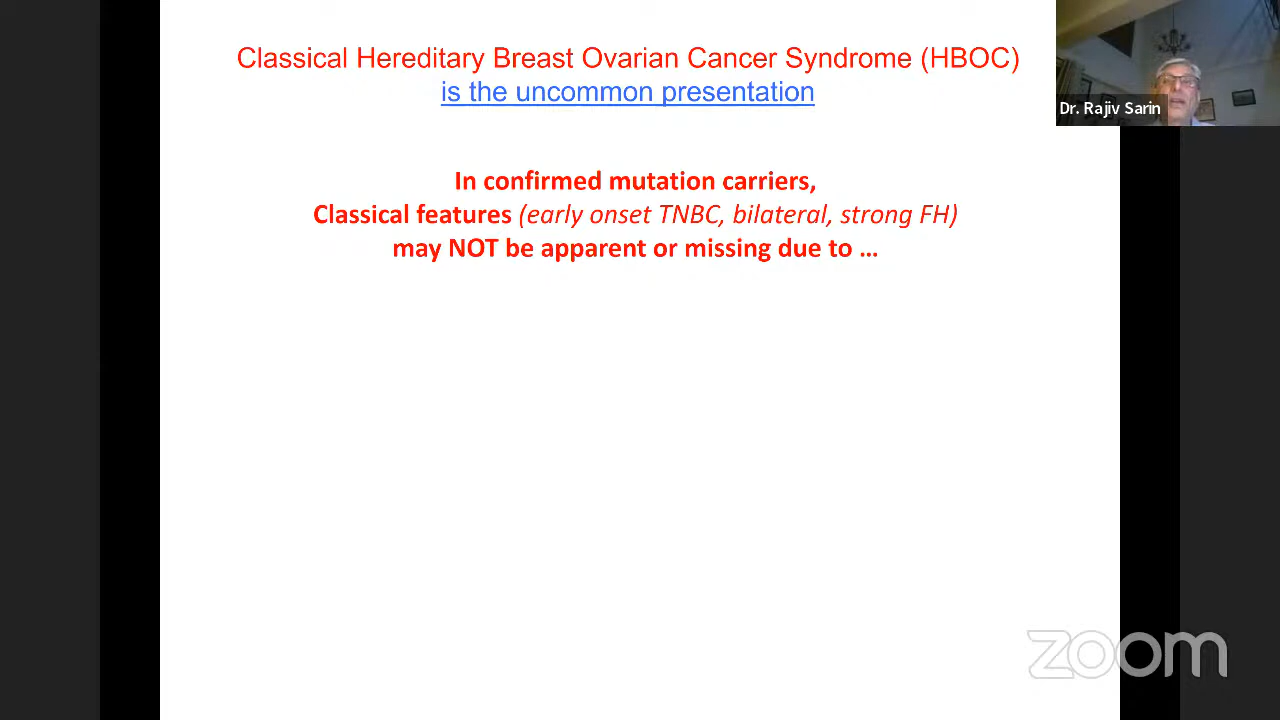 Classical Hereditary Breast Ovarian Cancer Syndrome (HBOC)
is the uncommon presentation
Dr. Rajiv Sarin
In confirmed mutation carriers,
Classical features (early onset TNBC, bilateral, strong FH)
may NOT be apparent or missing due to ...
zoom